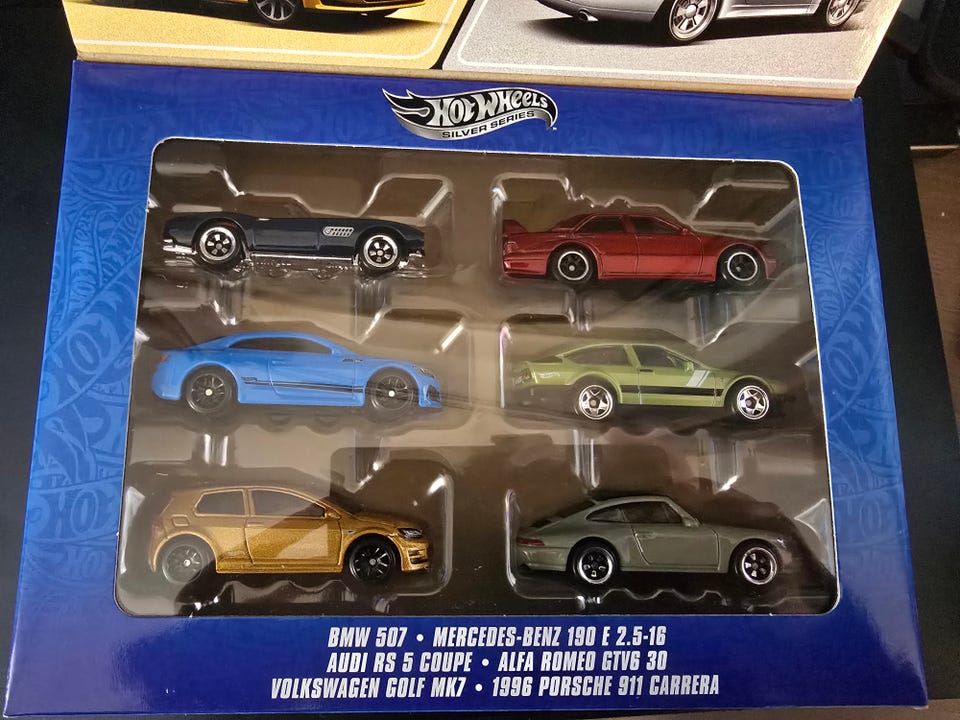 HOT WHEELS
SILVER SERIES
BMW 507 • MERCEDES-BENZ 190 E 2.5-16
AUDI RS 5 COUPE • ALFA ROMEO GTV6 30
VOLKSWAGEN GOLF MK7 • 1996 PORSCHE 911 CARRERA